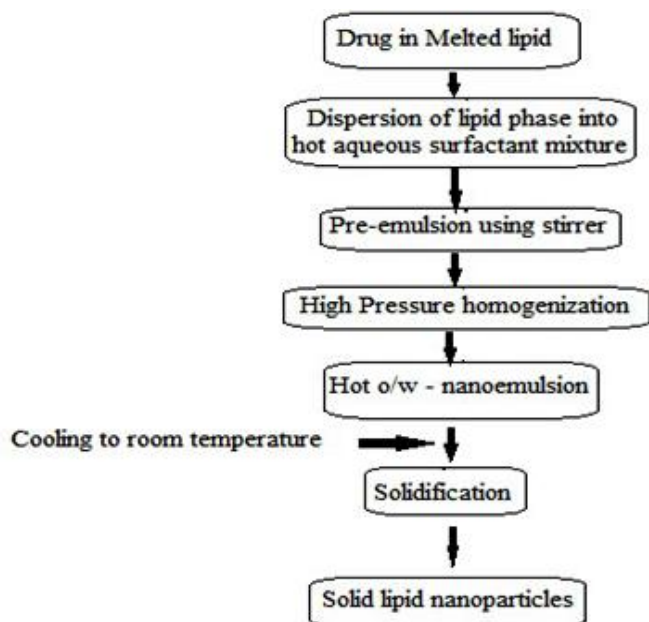 Drug in Melted lipid
Dispersion of lipid phase into
hot aqueous surfactant mixture
Pre-emulsion using stirrer
High Pressure homogenization
Hot o/w - nanoemulsion
Cooling to room temperature
Solidification
Solid lipid nanoparticles